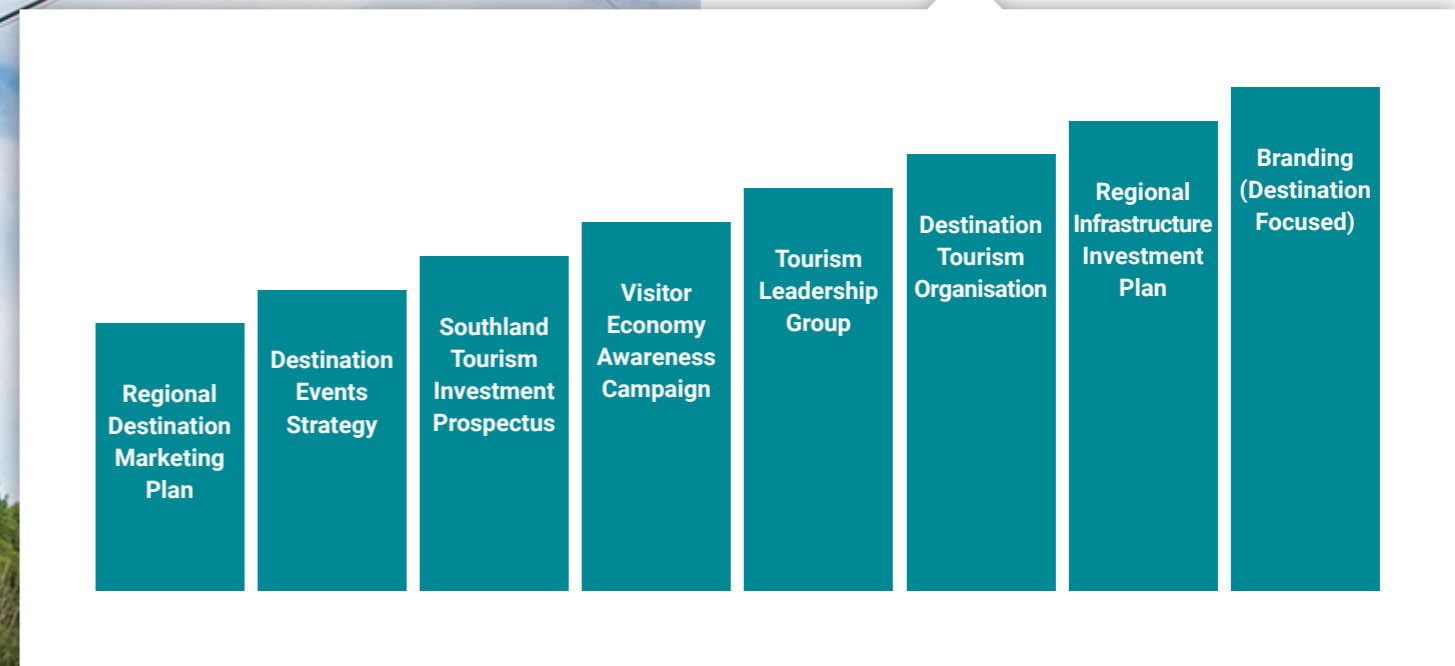 Regional
Destination
Marketing
Plan
Destination
Events
Strategy
Southland
Tourism
Investment
Prospectus
Visitor
Economy
Awareness
Campaign
Tourism
Leadership
Group
Destination
Tourism
Organisation
Regional
Infrastructure
Investment
Plan
Branding
(Destination
Focused)